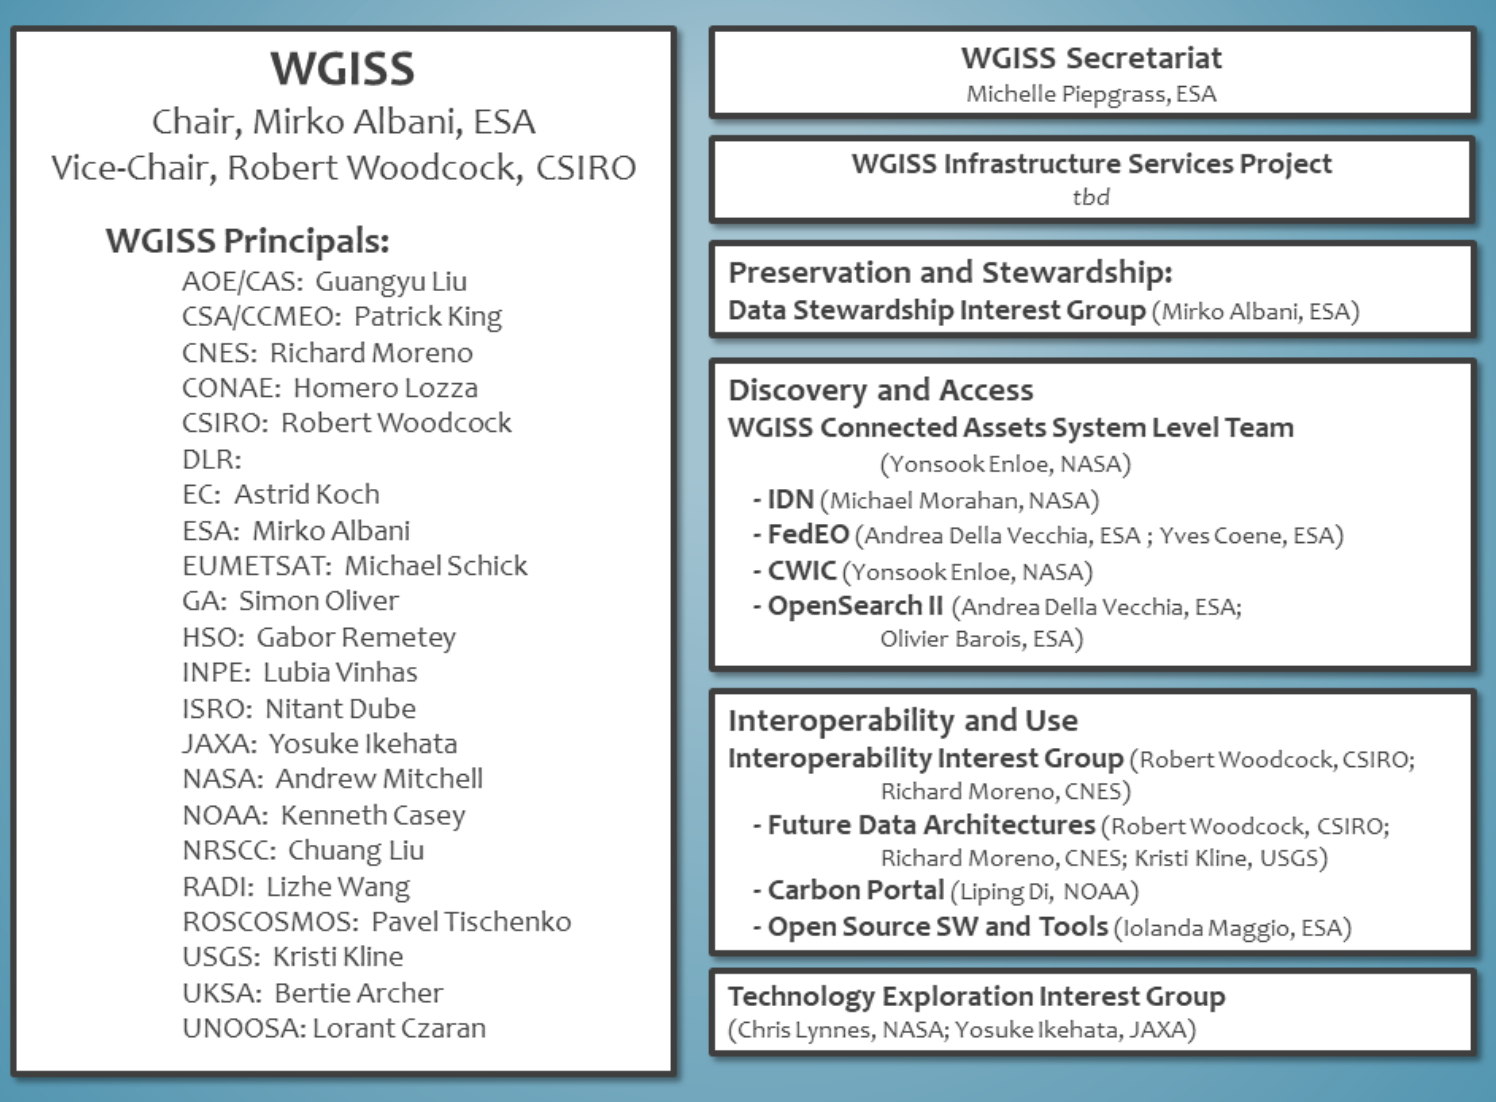 WGISS
Chair, Mirko Albani, ESA
Vice-Chair, Robert Woodcock, CSIRO
WGISS Principals:
AOE/CAS: Guangyu Liu
CSA/CCMEO: Patrick King
CNES: Richard Moreno
CONAE: Homero Lozza
CSIRO: Robert Woodcock
DLR:
EC: Astrid Koch
ESA: Mirko Albani
EUMETSAT: Michael Schick
GA: Simon Oliver
HSO: Gabor Remetey
INPE: Lubia Vinhas
ISRO: Nitant Dube
JAXA: Yosuke Ikehata
NASA: Andrew Mitchell
NOAA: Kenneth Casey
NRSCC: Chuang Liu
RADI: Lizhe Wang
ROSCOSMOS: Pavel Tischenko
USGS: Kristi Kline
UKSA: Bertie Archer
UNOOSA: Lorant Czaran
WGISS Secretariat
Michelle Piepgrass, ESA
WGISS Infrastructure Services Project
tbd
Preservation and Stewardship:
Data Stewardship Interest Group (Mirko Albani, ESA)
Discovery and Access
WGISS Connected Assets System Level Team
(Yonsook Enloe, NASA)
- IDN (Michael Morahan, NASA)
- FedEO (Andrea Della Vecchia, ESA ; Yves Coene, ESA)
- CWIC (Yonsook Enloe, NASA)
- OpenSearch II (Andrea Della Vecchia, ESA;
Olivier Barois, ESA)
Interoperability and Use
Interoperability Interest Group (Robert Woodcock, CSIRO;
Richard Moreno, CNES)
- Future Data Architectures (Robert Woodcock, CSIRO;
Richard Moreno, CNES; Kristi Kline, USGS)
- Carbon Portal (Liping Di, NOAA)
- Open Source SW and Tools (Iolanda Maggio, ESA)
Technology Exploration Interest Group
(Chris Lynnes, NASA; Yosuke Ikehata, JAXA)